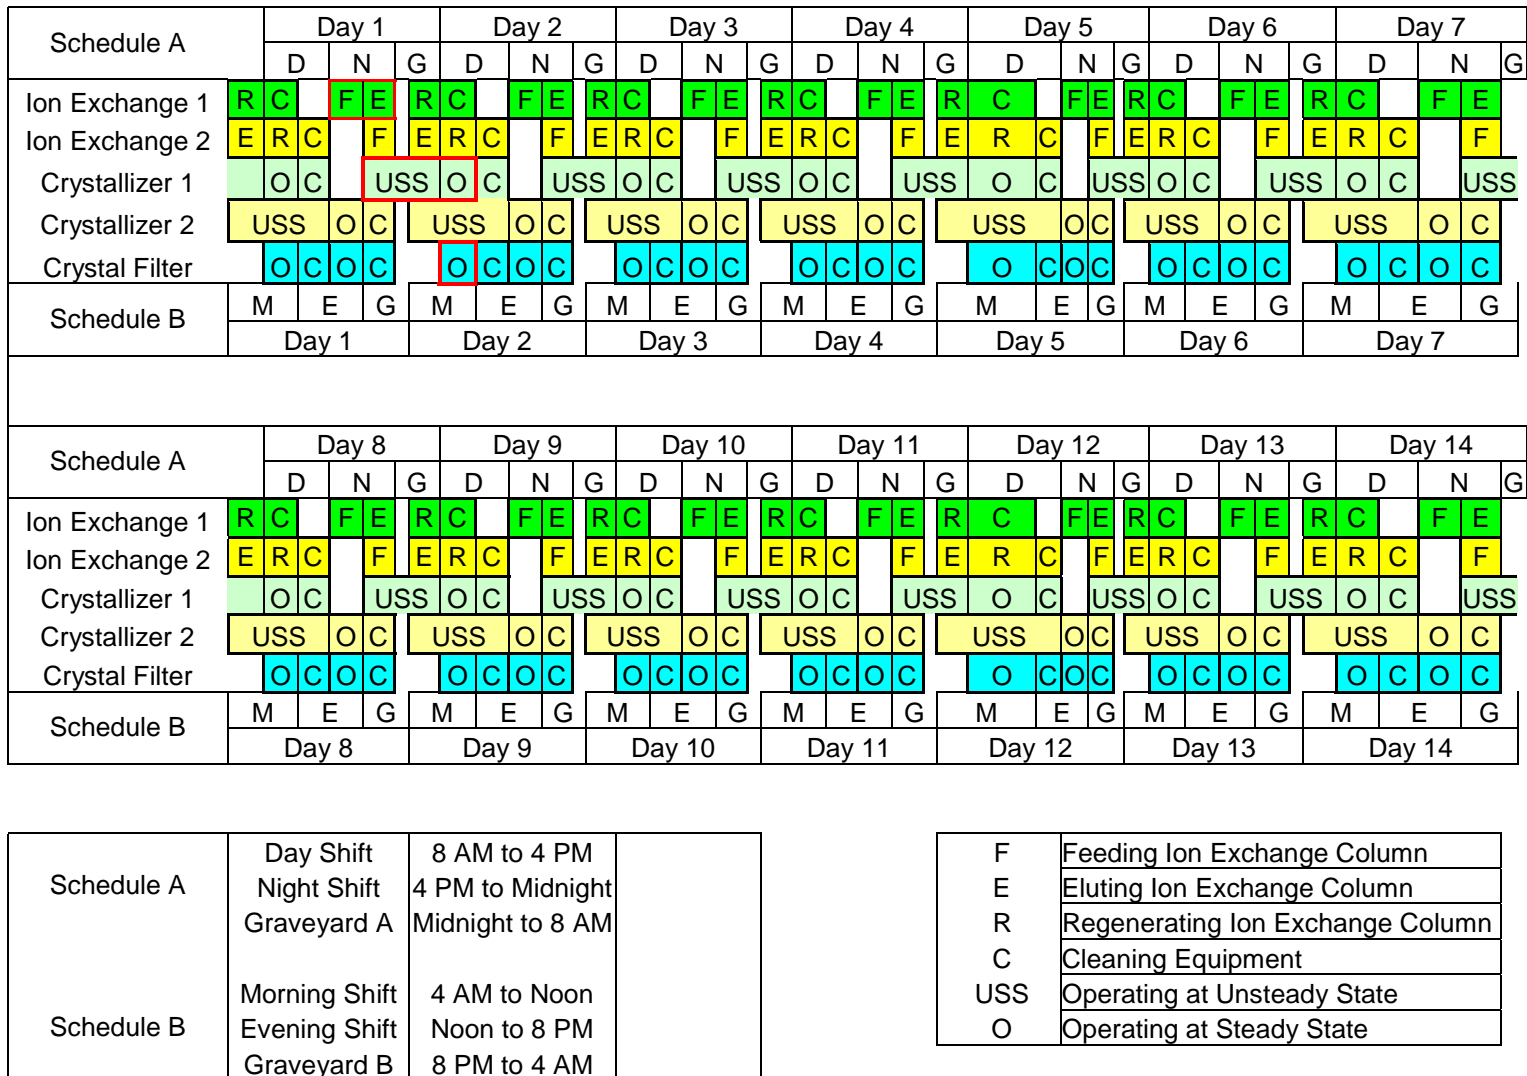 Schedule A Day 1 Day 2 Day 3 Day 4 Day 5 Day 6 Day 7
D N G D N G D N G D N G D N G D N G D N G
Ion Exchange 1 R C F E R C F E R C F E R C F E R C F E R C F E R C F E
Ion Exchange 2 E R C F E R C F E R C F E R C F E R C F E R C F E R C F
Crystallizer 1 O C USS O C USS O C USS O C USS O C USS O C USS O C USS
Crystallizer 2 USS O C USS O C USS O C USS O C USS O C USS O C USS O C
Crystal Filter O C O C O C O C O C O C O C O C O C O C O C O C O C O C
Schedule B M E G M E G M E G M E G M E G M E G M E G
Day 1 Day 2 Day 3 Day 4 Day 5 Day 6 Day 7
Schedule A Day 8 Day 9 Day 10 Day 11 Day 12 Day 13 Day 14
D N G D N G D N G D N G D N G D N G D N G
Ion Exchange 1 R C F E R C F E R C F E R C F E R C F E R C F E R C F E
Ion Exchange 2 E R C F E R C F E R C F E R C F E R C F E R C F E R C F
Crystallizer 1 O C USS O C USS O C USS O C USS O C USS O C USS O C USS
Crystallizer 2 USS O C USS O C USS O C USS O C USS O C USS O C USS O C
Crystal Filter O C O C O C O C O C O C O C O C O C O C O C O C O C O C
Schedule B M E G M E G M E G M E G M E G M E G M E G
Day 8 Day 9 Day 10 Day 11 Day 12 Day 13 Day 14
Schedule A Day Shift 8 AM to 4 PM
Night Shift 4 PM to Midnight
Graveyard A Midnight to 8 AM
Schedule B Morning Shift 4 AM to Noon
Evening Shift Noon to 8 PM
Graveyard B 8 PM to 4 AM
F Feeding Ion Exchange Column
E Eluting Ion Exchange Column
R Regenerating Ion Exchange Column
C Cleaning Equipment
USS Operating at Unsteady State
O Operating at Steady State